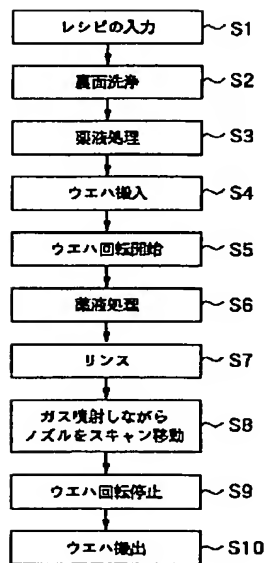 レシピの入力 S1
裏面洗浄 S2
薬液処理 S3
ウエハ搬入 S4
ウエハ回転開始 S5
薬液処理 S6
リンス S7
ガス噴射しながら
ノズルをスキャン移動 S8
ウエハ回転停止 S9
ウエハ搬出 S10